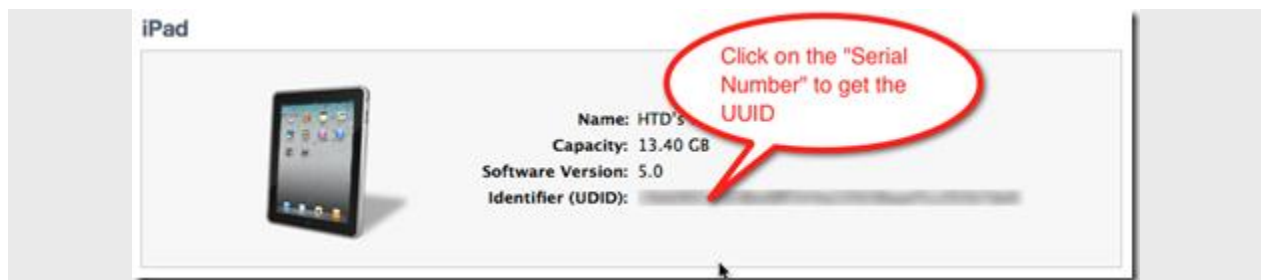 iPad
Click on the "Serial
Number" to get the
UUID
Name: HTD's
Capacity: 13.40 GB
Software Version: 5.0
Identifier (UDID):